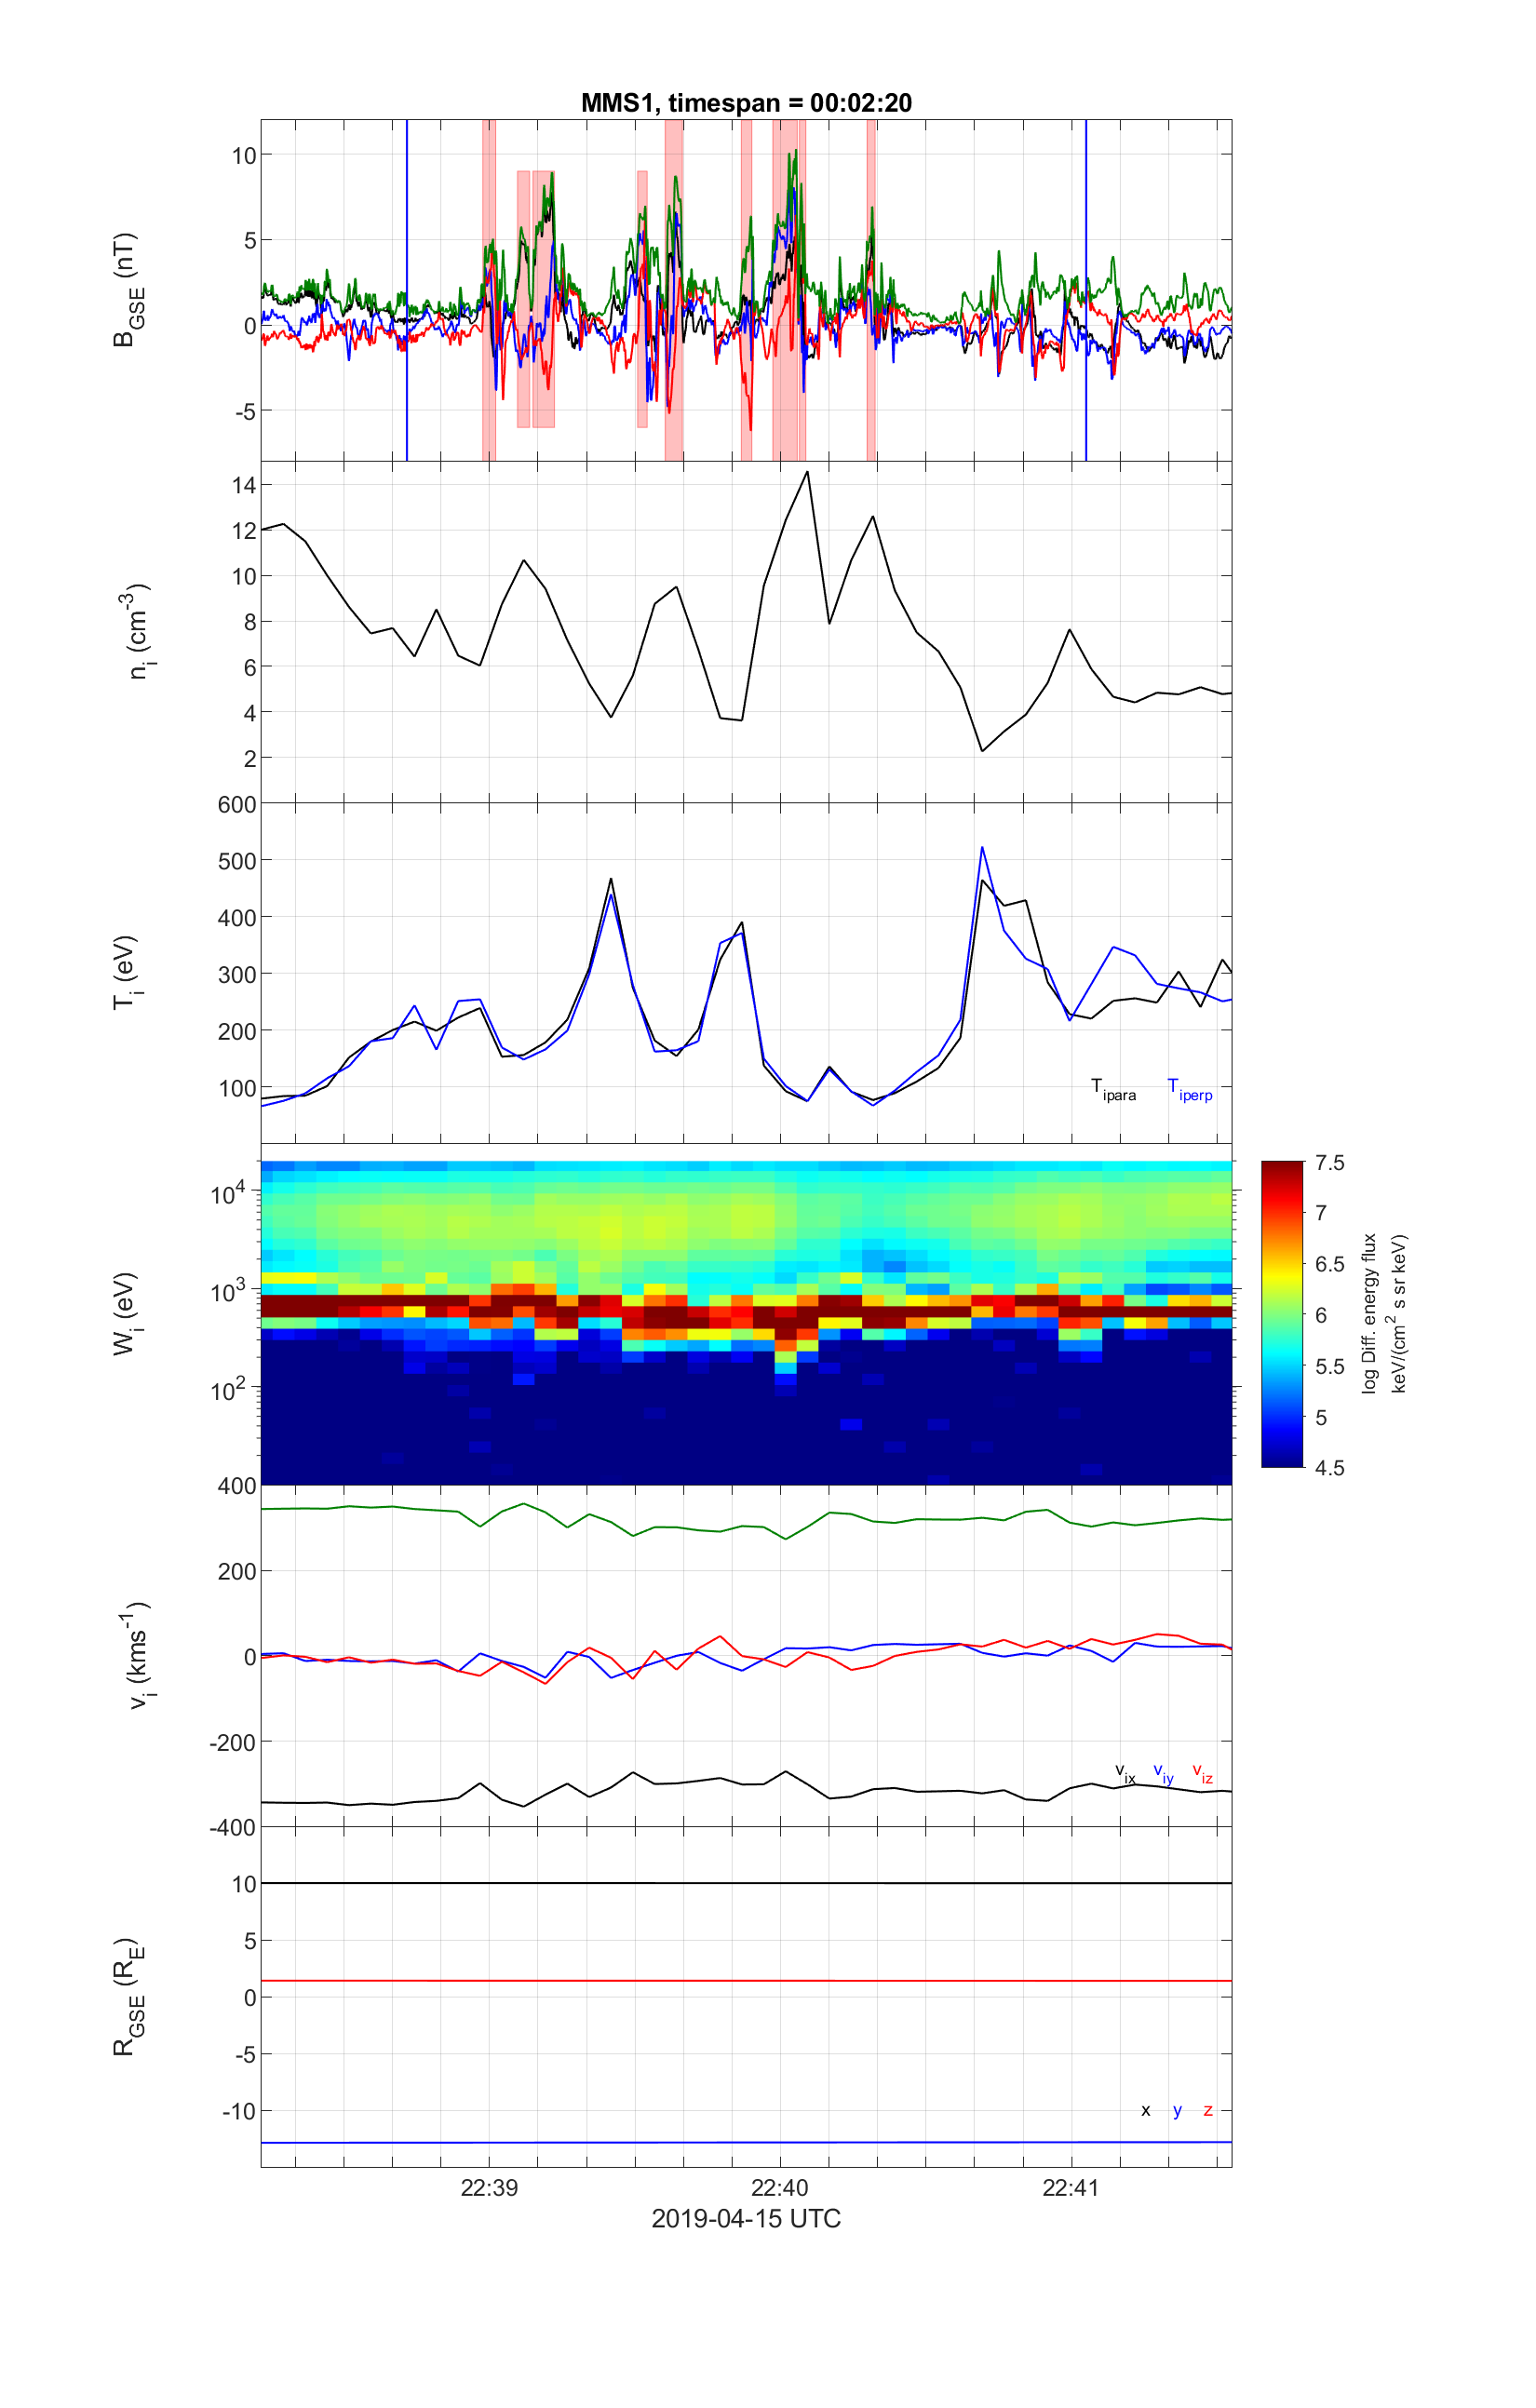 MMS1, timespan = 00:02:20
10
5
0
-5
B_GSE (nT)
14
12
10
8
6
4
2
n_i (cm^-3)
600
500
400
300
200
100
T_i (eV)
T_ipara T_iperp
10^4
10^3
10^2
W_i (eV)
7.5
7
6.5
6
5.5
5
4.5
log Diff. energy flux
keV/(cm^2 s sr keV)
400
200
0
-200
-400
v_i (kms^-1)
v_ix v_iy v_iz
10
5
0
-5
-10
R_GSE (R_E)
x y z
22:39 22:40 22:41
2019-04-15 UTC